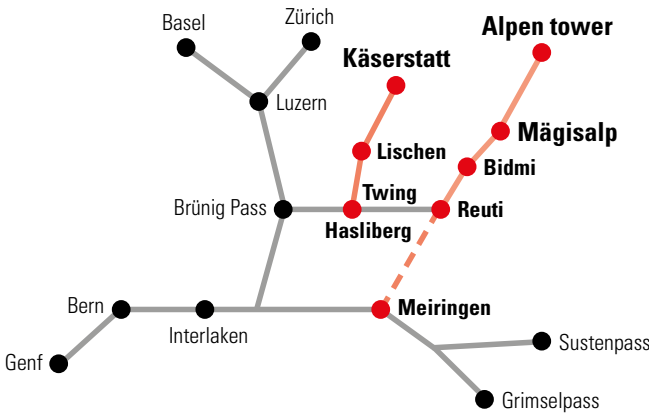 Zürich
Basel
Alpen tower
Käserstatt
Luzern
Mägisalp
Lischen
Bidmi
Twing
Brünig Pass
Reuti
Hasliberg
Bern
Meiringen
Interlaken
Sustenpass
Genf
Grimselpass